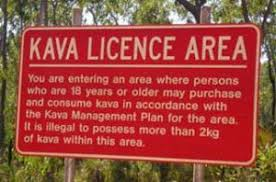 KAVA LICENCE AREA
You are entering an area where persons
who are 18 years or older may purchase
and consume kava in accordance with
the Kava Management Plan for the area.
It is illegal to possess more than 2kg
of kava within this area.